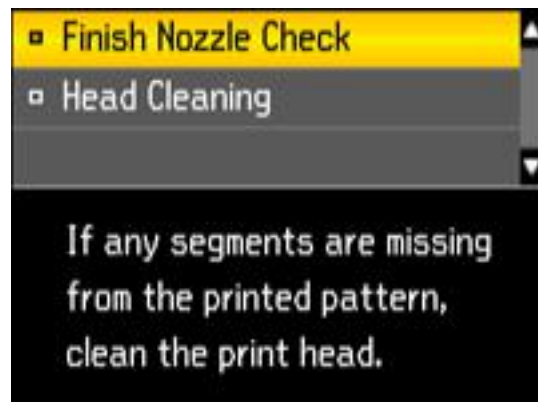 Finish Nozzle Check
Head Cleaning
If any segments are missing
from the printed pattern,
clean the print head.